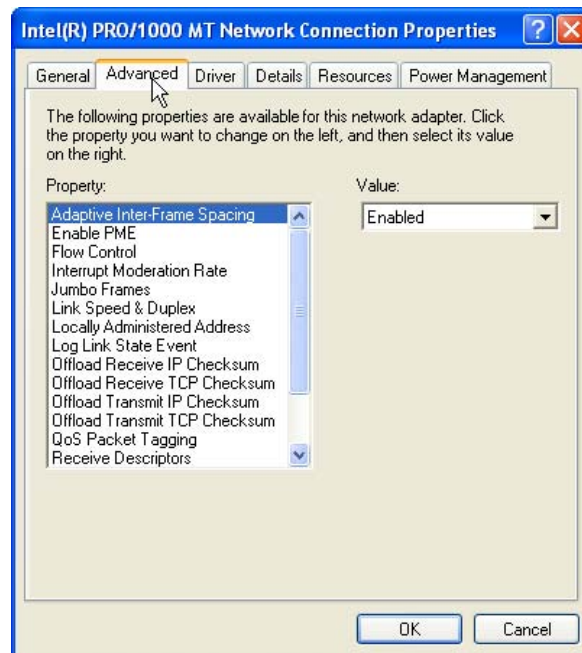 Intel(R) PRO/1000 MT Network Connection Properties
General Advanced Driver Details Resources Power Management
The following properties are available for this network adapter. Click
the property you want to change on the left, and then select its value
on the right.
Property:
Value:
Adaptive Inter-Frame Spacing
Enabled
Enable PME
Flow Control
Interrupt Moderation Rate
Jumbo Frames
Link Speed & Duplex
Locally Administered Address
Log Link State Event
Offload Receive IP Checksum
Offload Receive TCP Checksum
Offload Transmit IP Checksum
Offload Transmit TCP Checksum
QoS Packet Tagging
Receive Descriptors
OK
Cancel